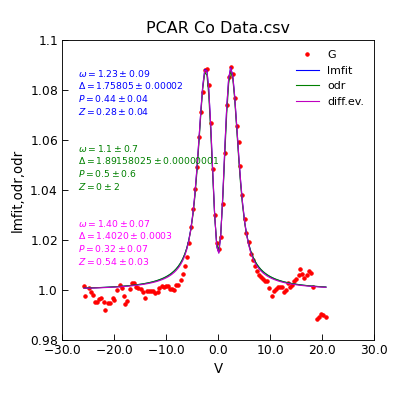 PCAR Co Data.csv
1.1
1.08
1.06
1.04
1.02
1.0
0.98
lmfit,odr,odr
G
lmfit
odr
diff.ev.
ω = 1.23 ± 0.09
Δ = 1.75805 ± 0.00002
P = 0.44 ± 0.04
Z = 0.28 ± 0.04
ω = 1.1 ± 0.7
Δ = 1.89158025 ± 0.00000001
P = 0.5 ± 0.6
Z = 0 ± 2
ω = 1.40 ± 0.07
Δ = 1.4020 ± 0.0003
P = 0.32 ± 0.07
Z = 0.54 ± 0.03
−30.0 −20.0 −10.0 0.0 10.0 20.0 30.0
V